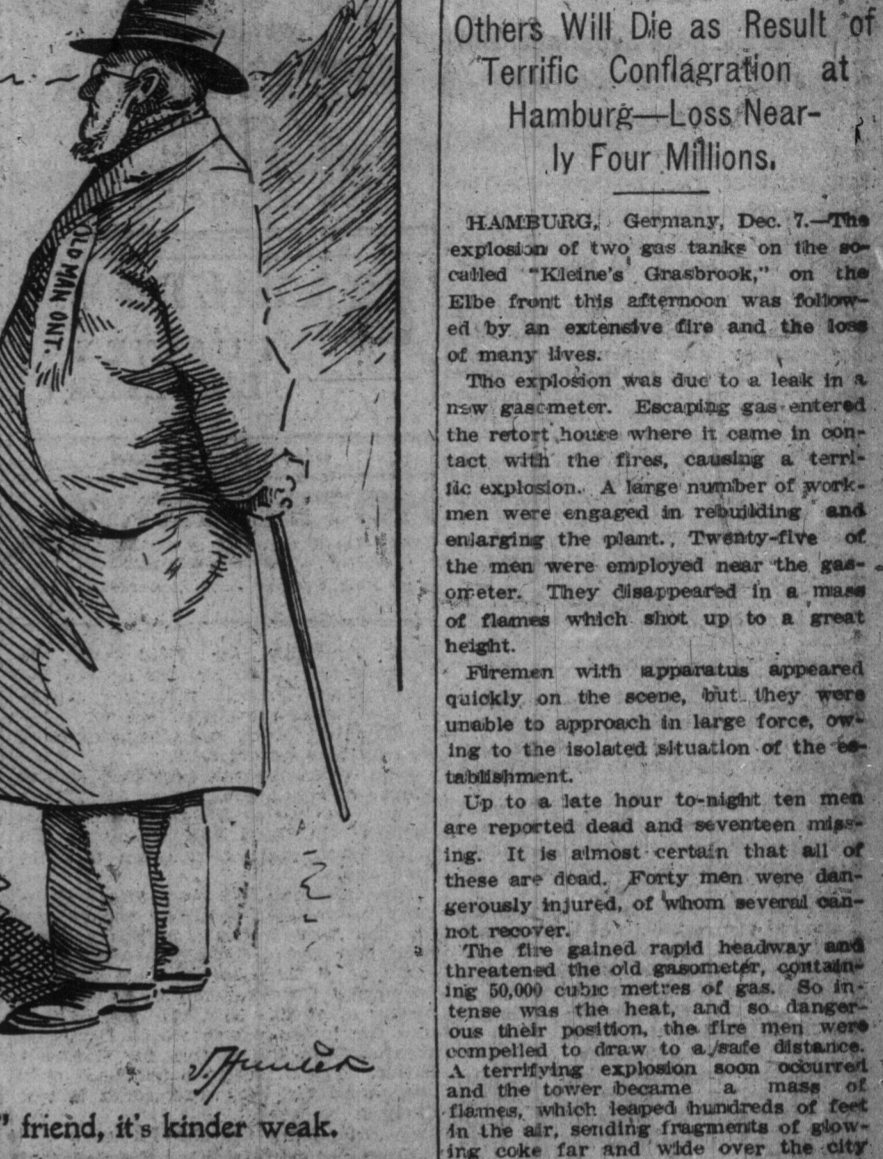 OLD MAN ONT.
J. Hunter
" friend, it's kinder weak.
Others Will Die as Result of
Terrific Conflagration at
Hamburg—Loss Near-
ly Four Millions.
HAMBURG, Germany, Dec. 7.—The
explosion of two gas tanks on the so-
called "Kleine's Grasbrook," on the
Elbe front this afternoon was follow-
ed by an extensive fire and the loss
of many lives.
The explosion was due to a leak in a
new gasometer. Escaping gas entered
the retort house where it came in con-
tact with the fires, causing a terri-
fic explosion. A large number of work-
men were engaged in rebuilding and
enlarging the plant. Twenty-five of
the men were employed near the gas-
ometer. They disappeared in a mass
of flames which shot up to a great
height.
Firemen with apparatus appeared
quickly on the scene, but they were
unable to approach in large force, ow-
ing to the isolated situation of the es-
tablishment.
Up to a late hour to-night ten men
are reported dead and seventeen miss-
ing. It is almost certain that all of
these are dead. Forty men were dan-
gerously injured, of whom several can-
not recover.
The fire gained rapid headway and
threatened the old gasometer, contain-
ing 50,000 cubic metres of gas. So in-
tense was the heat, and so danger-
ous their position, the fire men were
compelled to draw to a safe distance.
A terrifying explosion soon occurred
and the tower became a mass of
flames, which leaped hundreds of feet
in the air, sending fragments of glow-
ing coke far and wide over the city